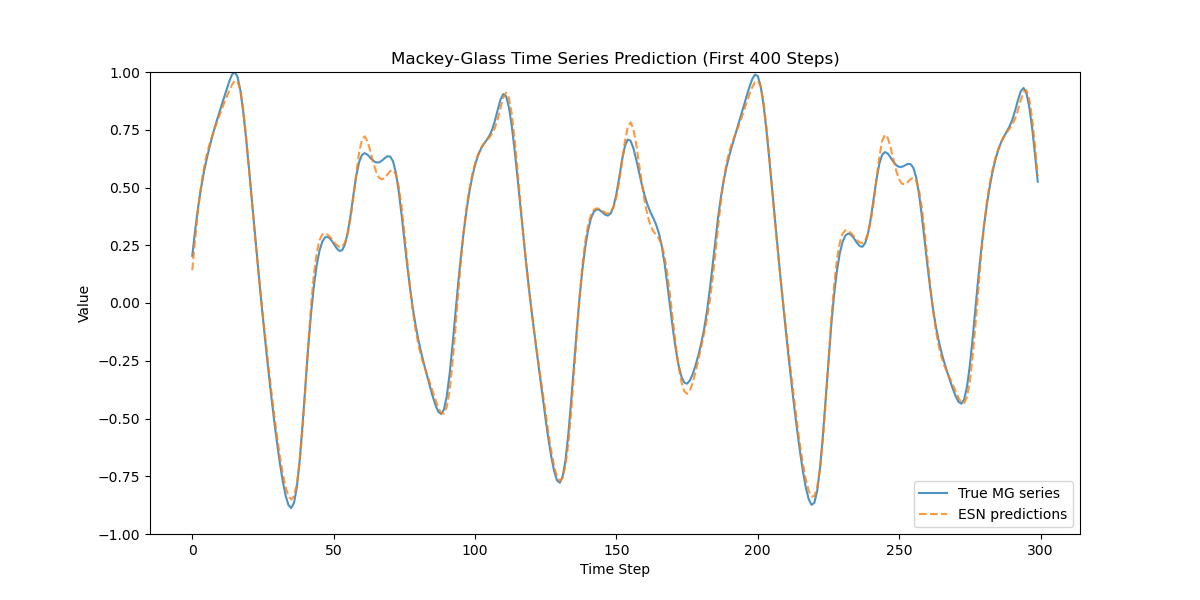 Mackey-Glass Time Series Prediction (First 400 Steps)
1.00
0.75
0.50
0.25
0.00
−0.25
−0.50
−0.75
−1.00
Value
True MG series
ESN predictions
0 50 100 150 200 250 300
Time Step